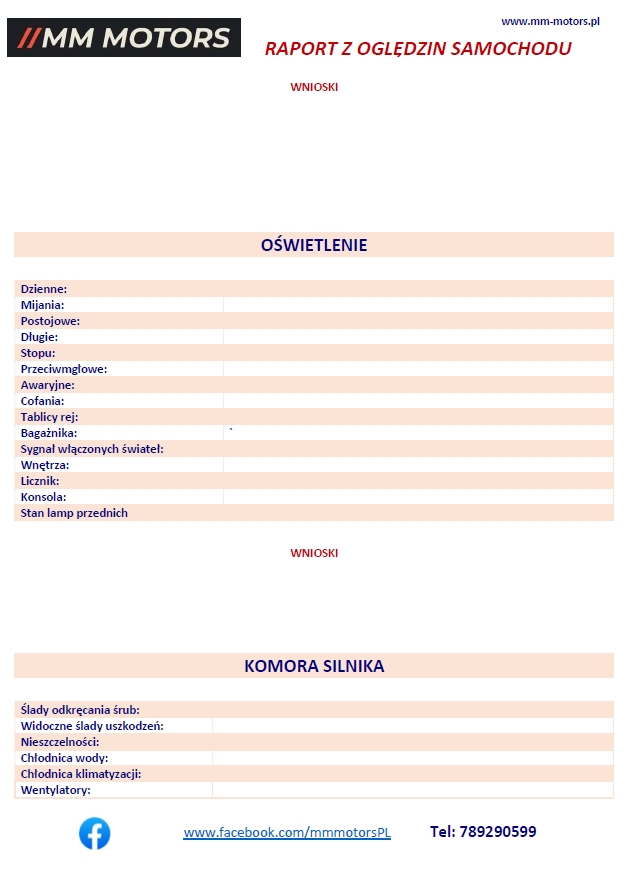 www.mm-motors.pl
//MM MOTORS
RAPORT Z OGLĘDZIN SAMOCHODU
WNIOSKI
OŚWIETLENIE
Dzienne:
Mijania:
Postojowe:
Długie:
Stopu:
Przeciwmgłowe:
Awaryjne:
Cofania:
Tablicy rej:
Bagażnika: `
Sygnał włączonych świateł:
Wnętrza:
Licznik:
Konsola:
Stan lamp przednich
WNIOSKI
KOMORA SILNIKA
Ślady odkręcania śrub:
Widoczne ślady uszkodzeń:
Nieszczelności:
Chłodnica wody:
Chłodnica klimatyzacji:
Wentylatory:
www.facebook.com/mmmotorsPL Tel: 789290599